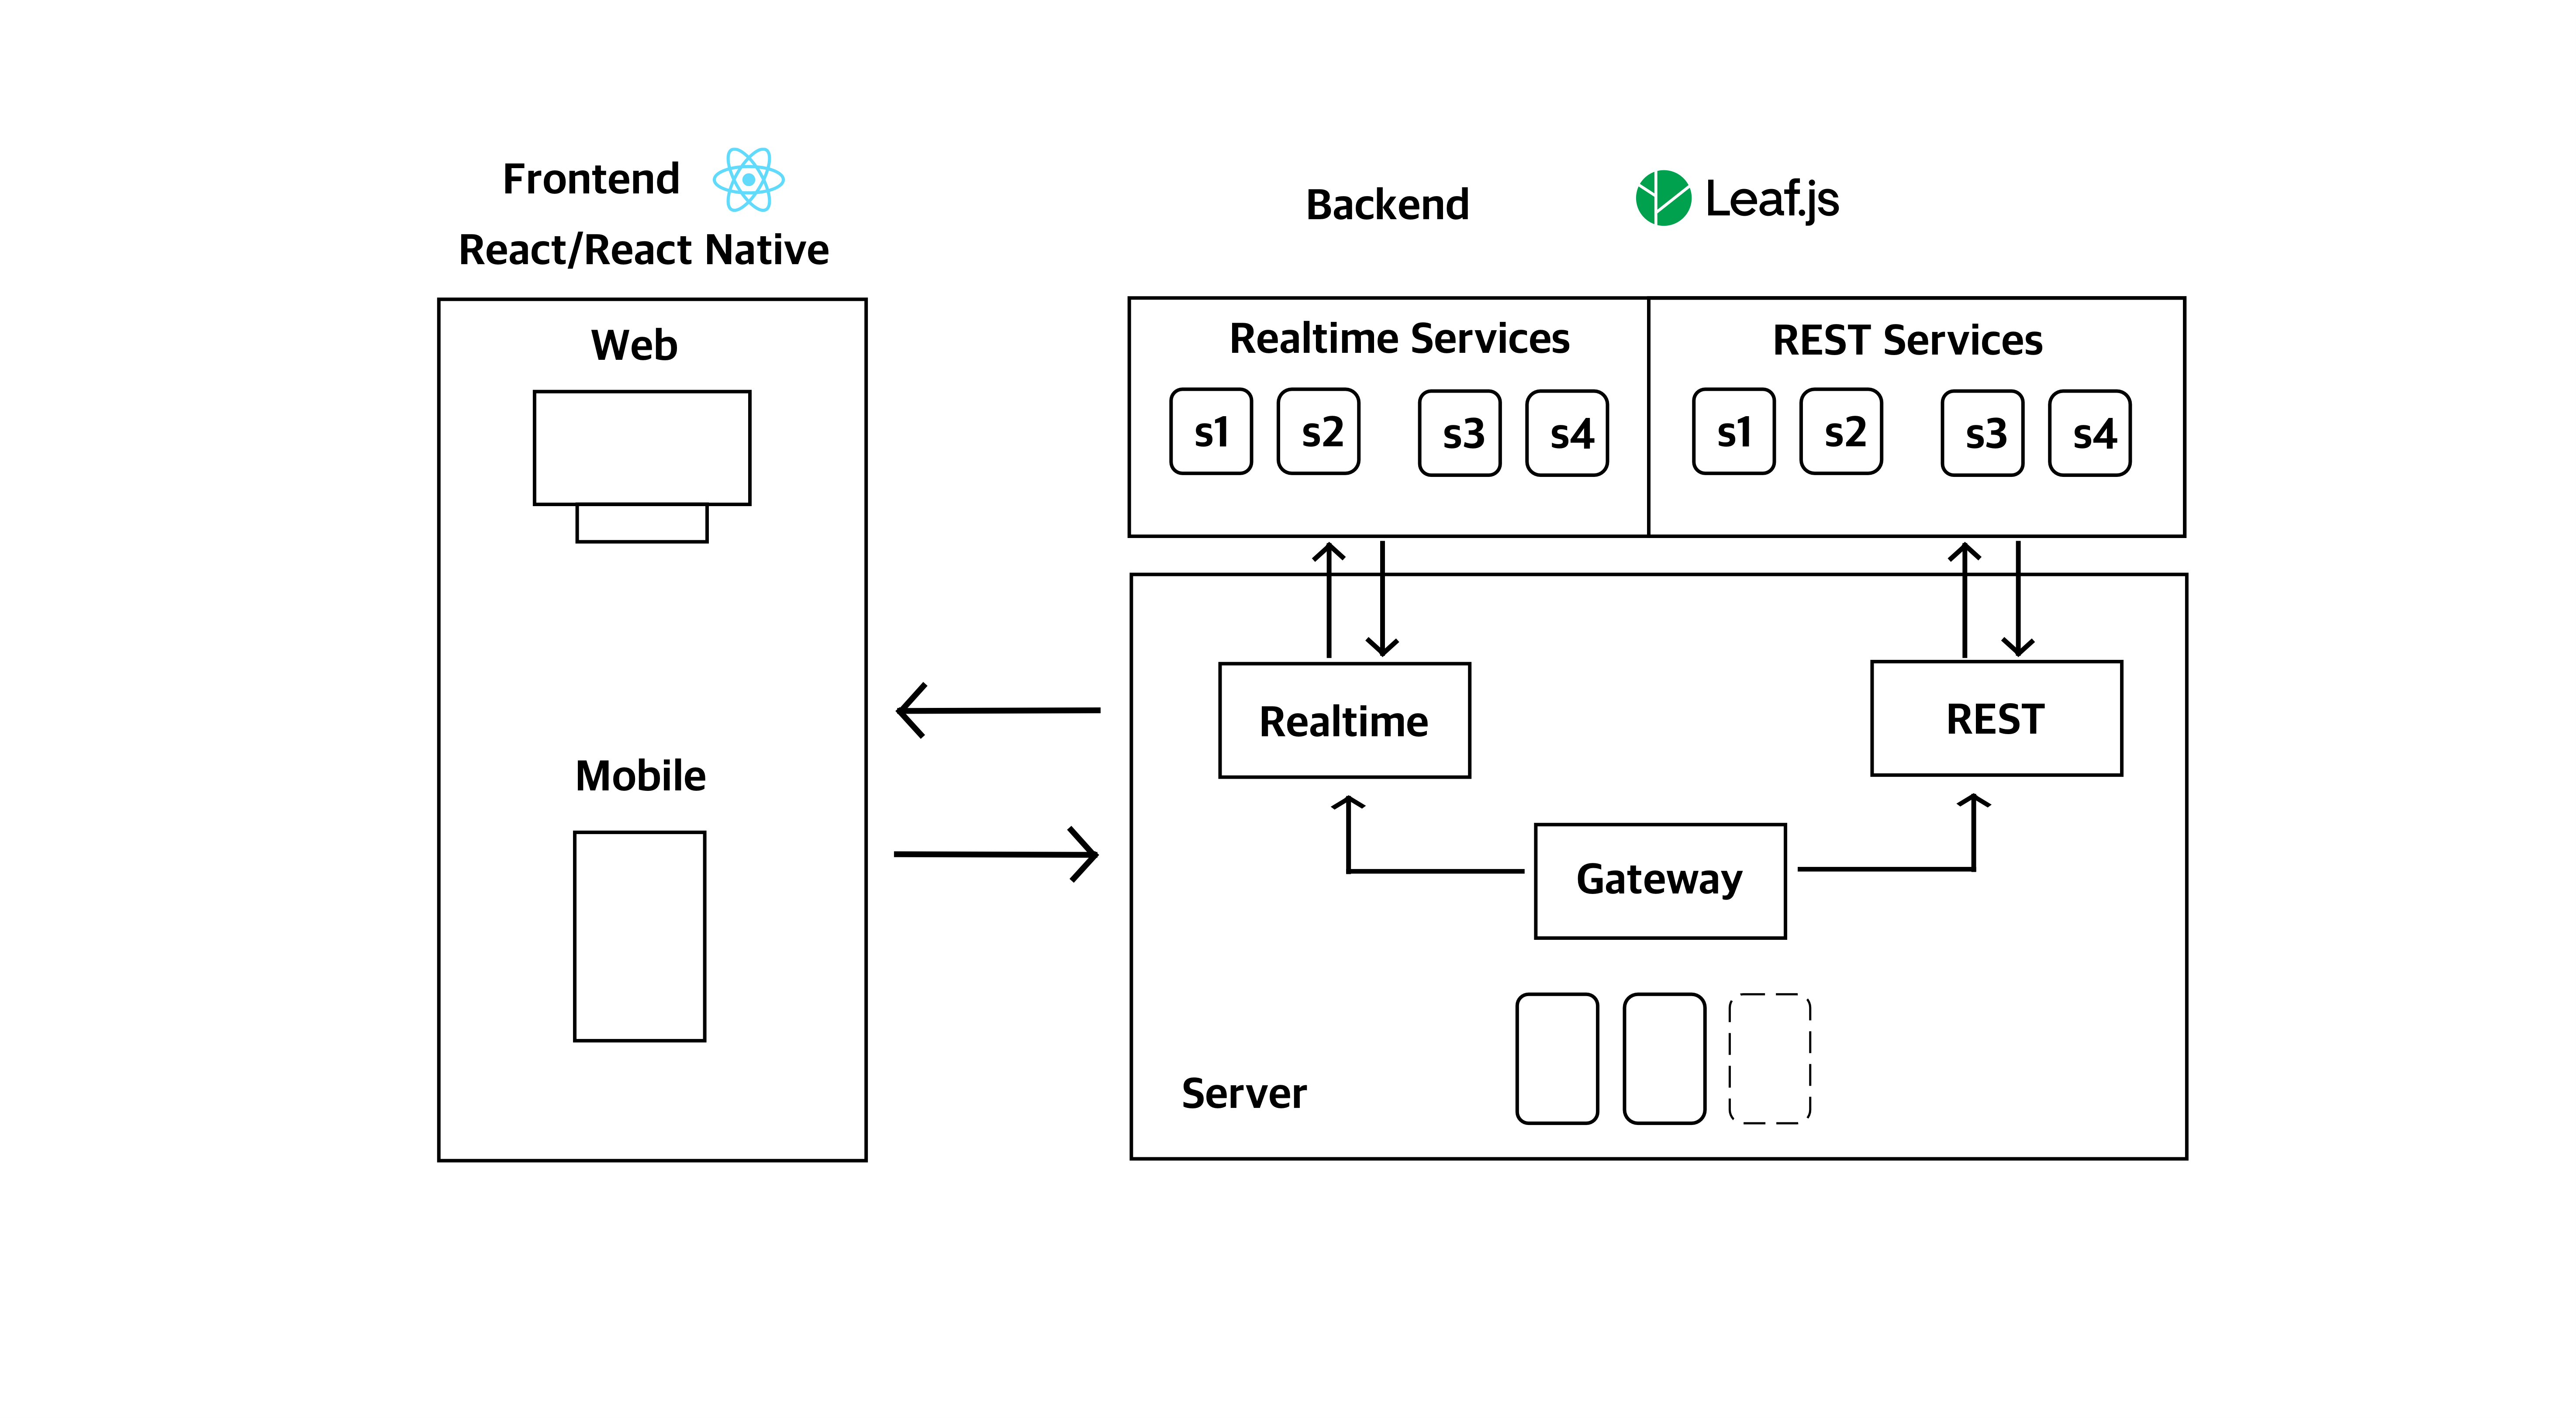 Frontend
React/React Native
Web
Mobile
Backend
Leaf.js
Realtime Services
s1 s2 s3 s4
REST Services
s1 s2 s3 s4
Realtime
REST
Gateway
Server